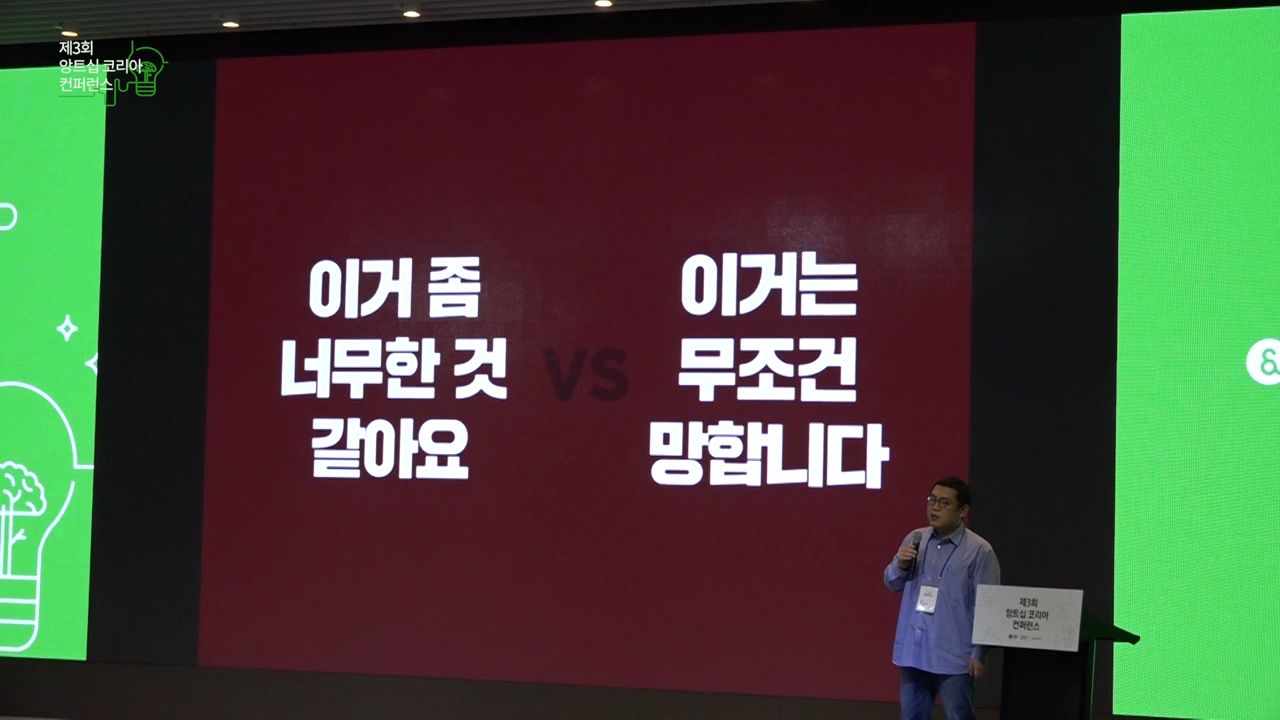 제3회
앙트십 코리아
컨퍼런스
이거 좀
너무한 것
같아요
VS
이거는
무조건
망합니다
&
제3회
앙트십 코리아
컨퍼런스